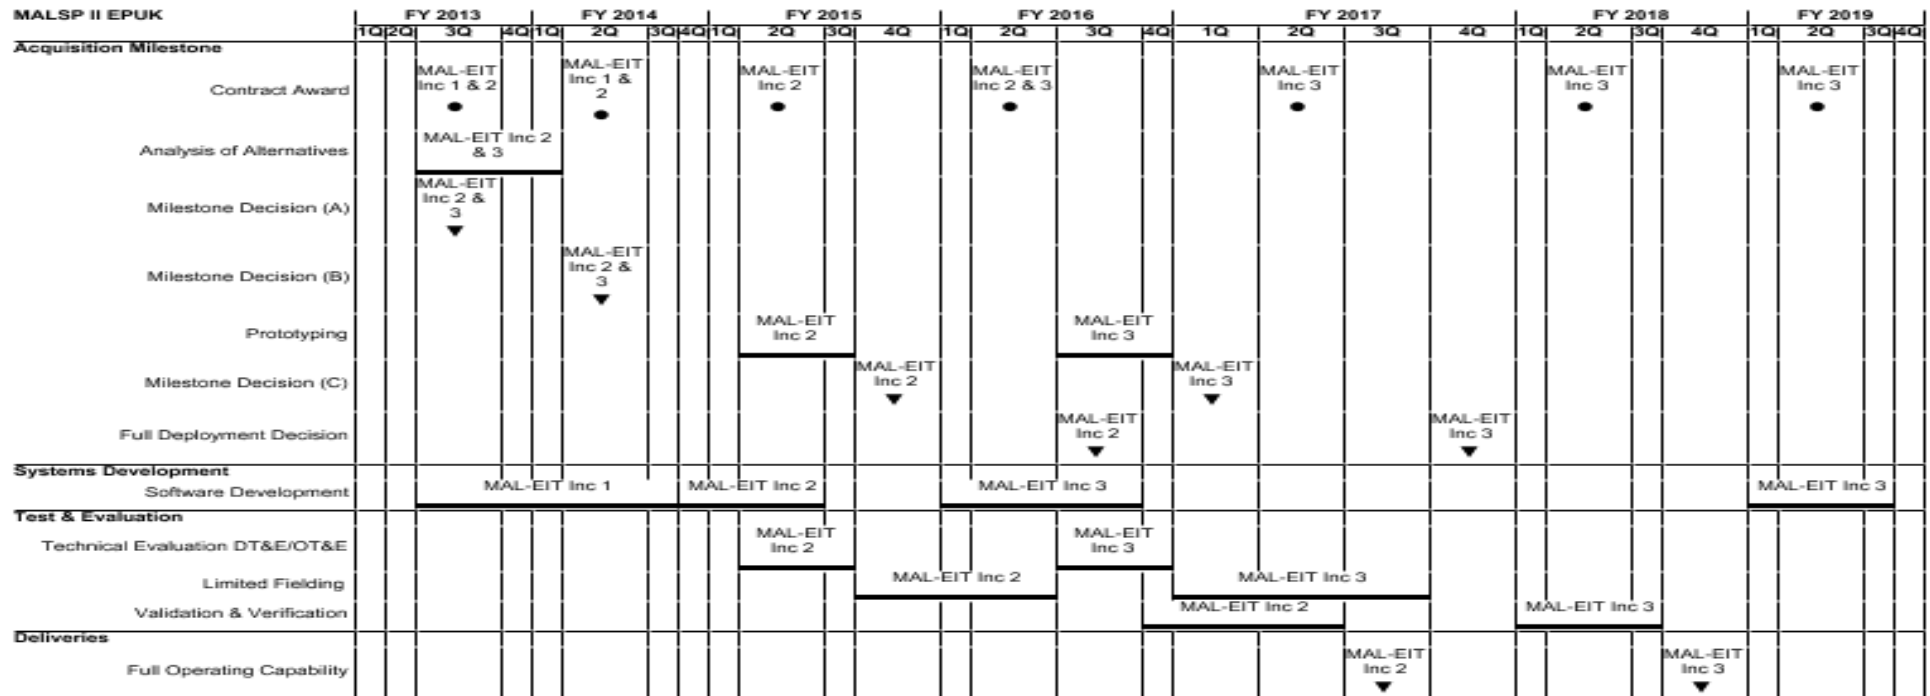 MALSP II EPUK
FY 2013 FY 2014 FY 2015 FY 2016 FY 2017 FY 2018 FY 2019
1Q 2Q 3Q 4Q 1Q 2Q 3Q 4Q 1Q 2Q 3Q 4Q 1Q 2Q 3Q 4Q 1Q 2Q 3Q 4Q 1Q 2Q 3Q 4Q 1Q 2Q 3Q 4Q
Acquisition Milestone
Contract Award
MAL-EIT
Inc 1 & 2
MAL-EIT
Inc 1 &
2
MAL-EIT
Inc 2
MAL-EIT
Inc 2 & 3
MAL-EIT
Inc 3
MAL-EIT
Inc 3
MAL-EIT
Inc 3
Analysis of Alternatives
MAL-EIT Inc 2
& 3
Milestone Decision (A)
MAL-EIT
Inc 2 &
3
Milestone Decision (B)
MAL-EIT
Inc 2 &
3
Prototyping
MAL-EIT
Inc 2
MAL-EIT
Inc 3
Milestone Decision (C)
MAL-EIT
Inc 2
MAL-EIT
Inc 3
Full Deployment Decision
MAL-EIT
Inc 2
MAL-EIT
Inc 3
Systems Development
Software Development
MAL-EIT Inc 1
MAL-EIT Inc 2
MAL-EIT Inc 3
MAL-EIT Inc 3
Test & Evaluation
Technical Evaluation DT&E/OT&E
MAL-EIT
Inc 2
MAL-EIT
Inc 3
Limited Fielding
MAL-EIT Inc 2
MAL-EIT Inc 3
Validation & Verification
MAL-EIT Inc 2
MAL-EIT Inc 3
Deliveries
Full Operating Capability
MAL-EIT
Inc 2
MAL-EIT
Inc 3